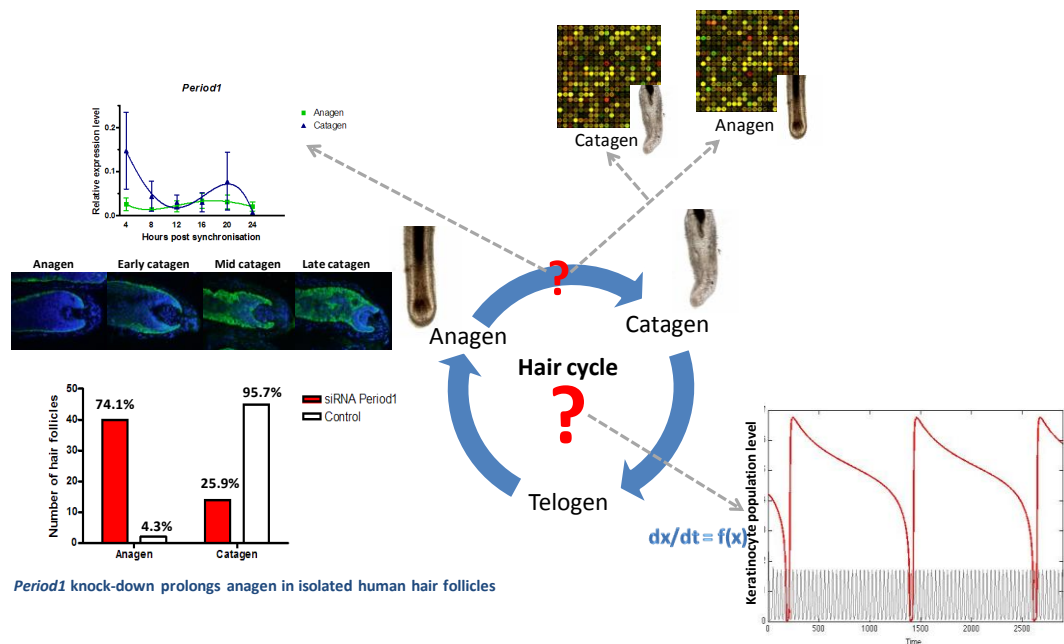 Period1
Anagen
Catagen
Relative expression level
0.2
0.1
0.0
4 8 12 16 20 24
Hours post synchronisation
Catagen
Anagen
Anagen Early catagen Mid catagen Late catagen
?
Anagen
Catagen
Hair cycle
?
Telogen
Number of hair follicles
50
40
30
20
10
0
74.1%
4.3%
25.9%
95.7%
siRNA Period1
Control
Anagen Catagen
Period1 knock-down prolongs anagen in isolated human hair follicles
dx/dt = f(x)
Keratinocyte population level
0 500 1000 1500 2000 2500
Time